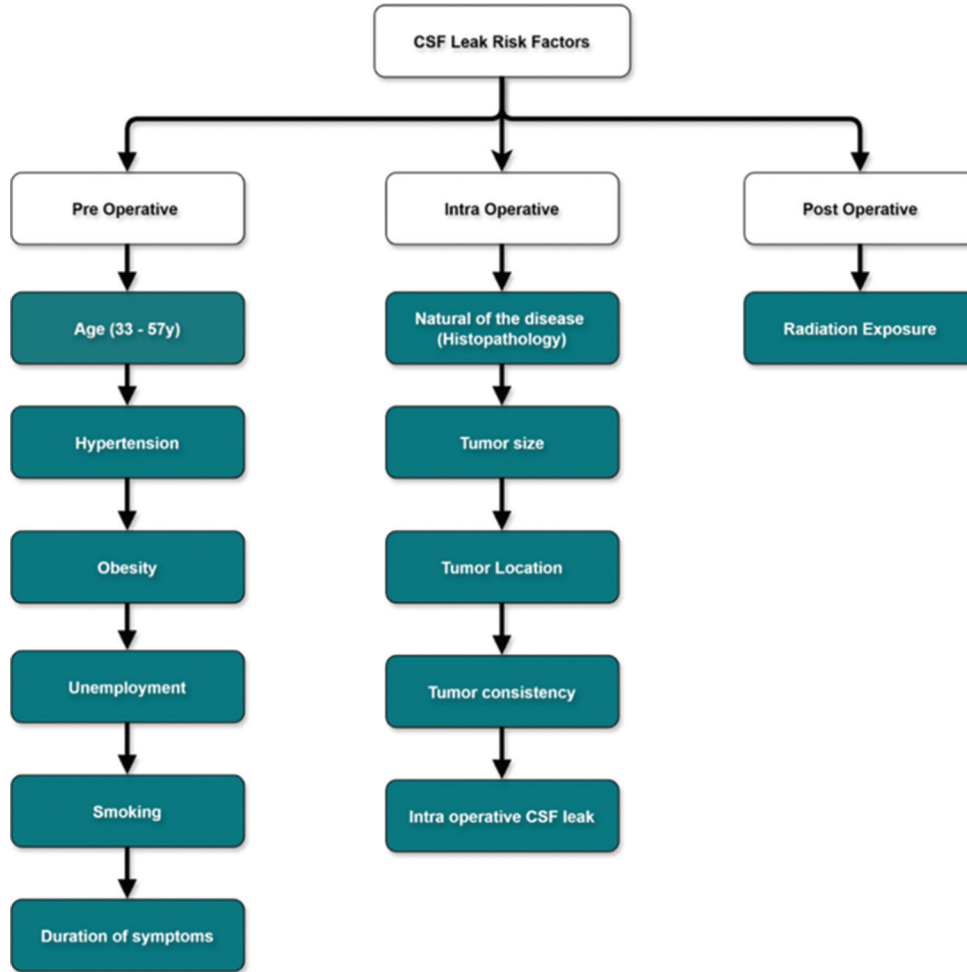 CSF Leak Risk Factors
Pre Operative
Intra Operative
Post Operative
Age (33 - 57y)
Natural of the disease
(Histopathology)
Radiation Exposure
Hypertension
Tumor size
Obesity
Tumor Location
Unemployment
Tumor consistency
Smoking
Intra operative CSF leak
Duration of symptoms